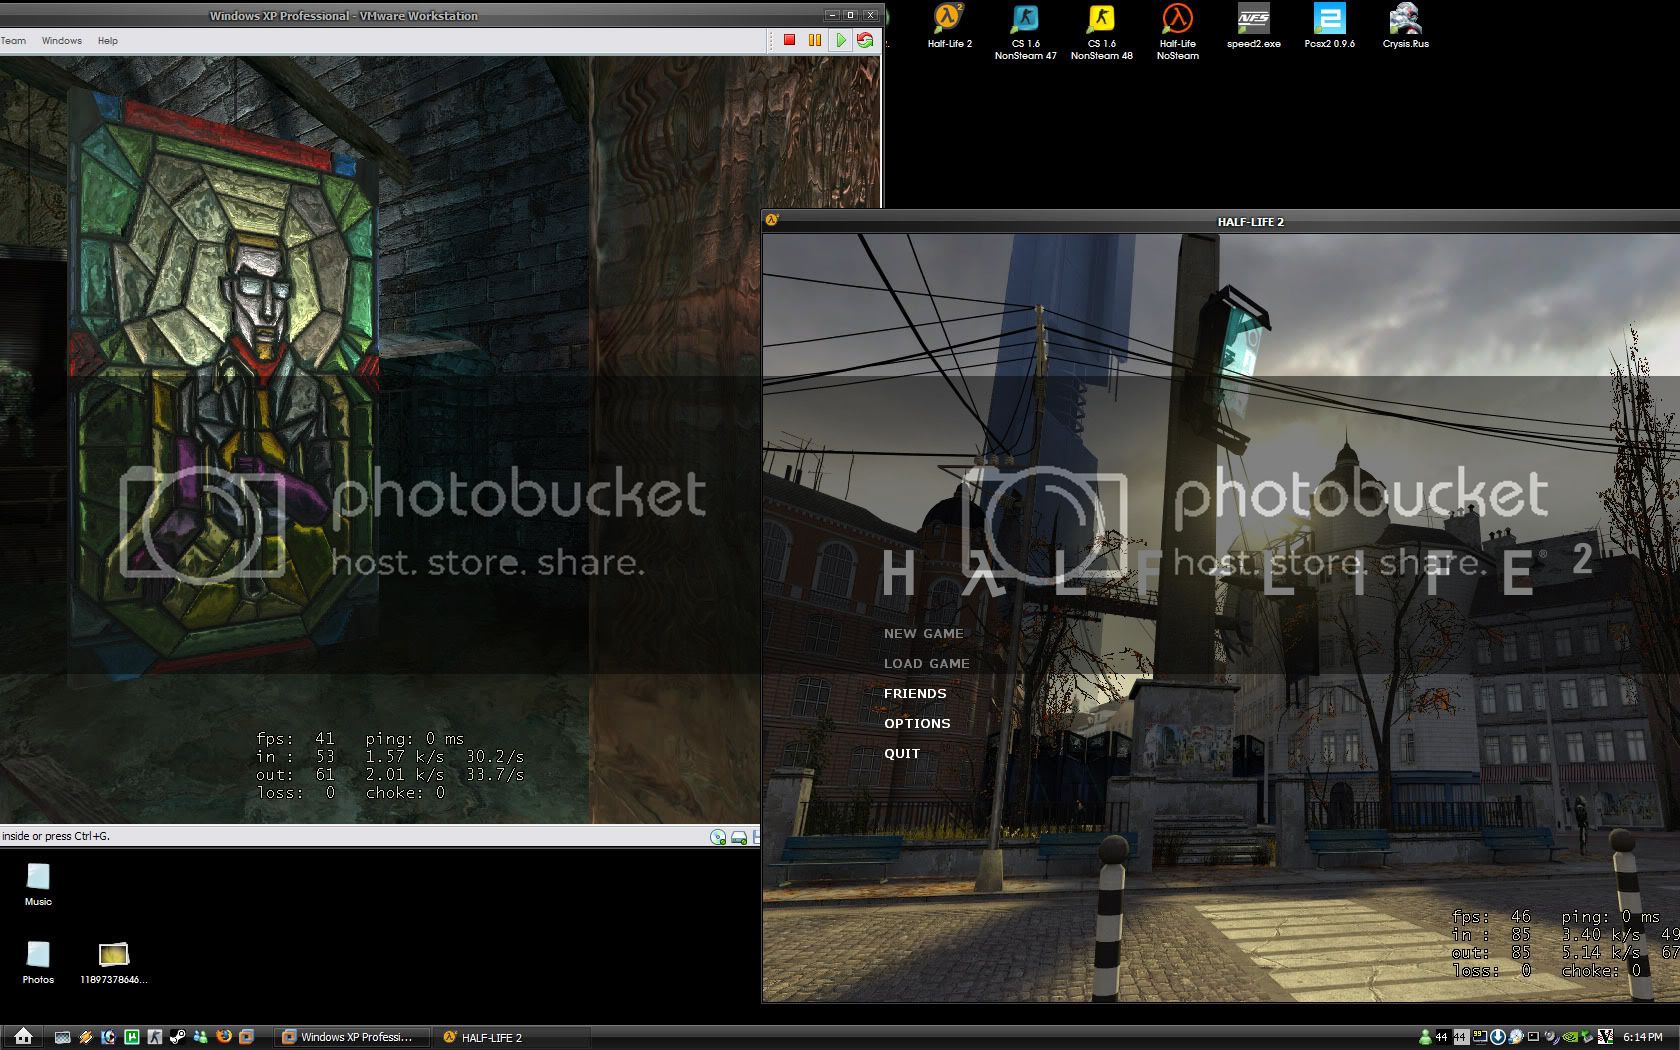 Windows XP Professional - VMware Workstation
Team Windows Help
Half-Life 2
CS 1.6
NonSteam 47
CS 1.6
NonSteam 48
Half-Life
NoSteam
speed2.exe
Pcsx2 0.9.6
Crysis.Rus
HALF-LIFE 2
photobucket
host. store. share.
photobucket
host. store. share.
HλLF-LIFE® 2
NEW GAME
LOAD GAME
FRIENDS
OPTIONS
QUIT
fps: 41 ping: 0 ms
in : 53 1.57 k/s 30.2/s
out: 61 2.01 k/s 33.7/s
loss: 0 choke: 0
inside or press Ctrl+G.
fps: 46 ping: 0 ms
in : 85 3.40 k/s 49
out: 85 5.14 k/s 67
loss: 0 choke: 0
Music
Photos
11897378646...
Windows XP Professi...
HALF-LIFE 2
44 44
6:14 PM